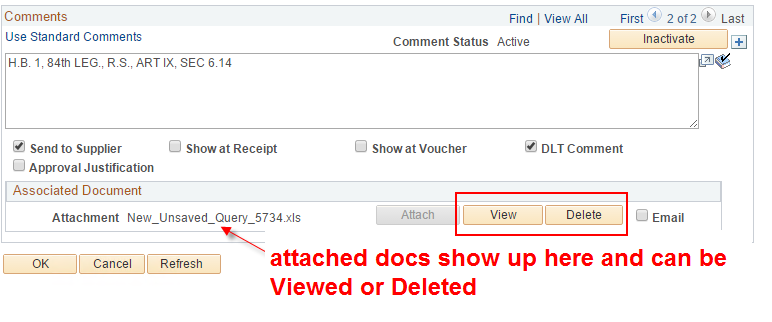 Comments Find | View All First 2 of 2 Last
Use Standard Comments Comment Status Active Inactivate
H.B. 1, 84th LEG., R.S., ART IX, SEC 6.14
Send to Supplier Show at Receipt Show at Voucher DLT Comment
Approval Justification
Associated Document
Attachment New_Unsaved_Query_5734.xls Attach View Delete Email
OK Cancel Refresh
attached docs show up here and can be
Viewed or Deleted